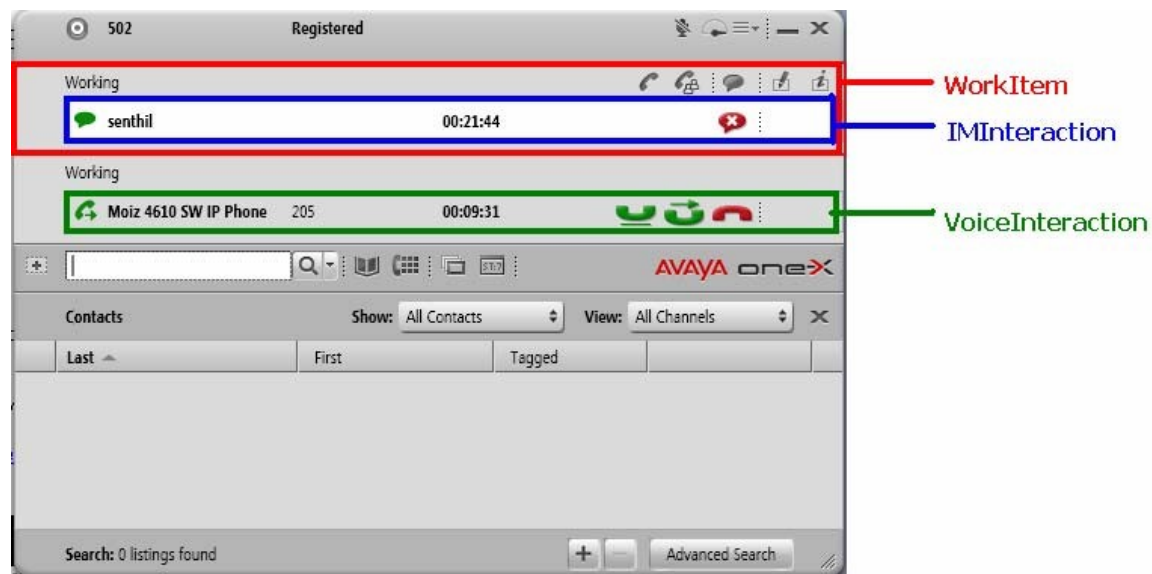 502 Registered
Working
WorkItem
senthil 00:21:44
IMInteraction
Working
Moiz 4610 SW IP Phone 205 00:09:31
VoiceInteraction
AVAYA one-X
Contacts Show: All Contacts View: All Channels
Last First Tagged
Search: 0 listings found Advanced Search